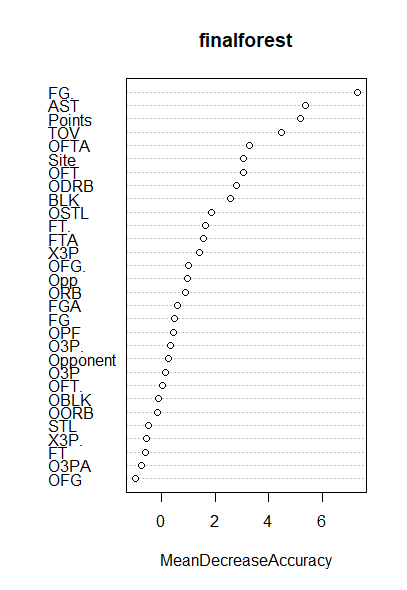 finalforest
FG.
AST
Points
TOV
OFTA
Site
OFT
ODRB
BLK
OSTL
FT.
FTA
X3P
OFG.
Opp
ORB
FGA
FG
OPF
O3P.
Opponent
O3P
OFT.
OBLK
OORB
STL
X3P.
FT
O3PA
OFG
0 2 4 6
MeanDecreaseAccuracy